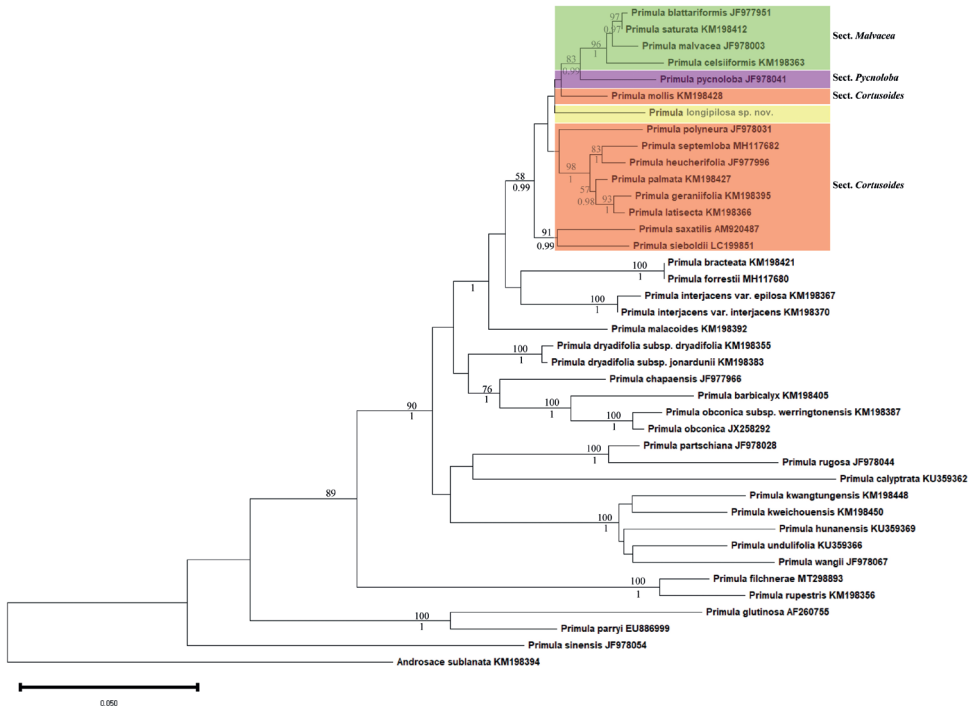 Primula blattariformis JF977951
97
0.97
Primula saturata KM198412
Sect. Malvacea
96
1
Primula malvacea JF978003
83
0.99
Primula celsiiformis KM198363
Primula pycnoloba JF978041
Sect. Pycnoloba
Primula mollis KM198428
Sect. Cortusoides
Primula longipilosa sp. nov.
Primula polyneura JF978031
83
1
Primula septemloba MH117682
Primula heucherifolia JF977996
98
1
58
0.99
Primula palmata KM198427
Sect. Cortusoides
57
0.98
93
1
Primula geraniifolia KM198395
Primula latisecta KM198366
91
0.99
Primula saxatilis AM920487
Primula sieboldii LC199851
100
1
Primula bracteata KM198421
Primula forrestii MH117680
1
100
1
Primula interjacens var. epilosa KM198367
Primula interjacens var. interjacens KM198370
Primula malacoides KM198392
100
1
Primula dryadifolia subsp. dryadifolia KM198355
Primula dryadifolia subsp. jonardunii KM198383
76
1
Primula chapaensis JF977966
Primula barbicalyx KM198405
100
1
100
1
Primula obconica subsp. werringtonensis KM198387
Primula obconica JX258292
90
1
100
1
Primula partschiana JF978028
Primula rugosa JF978044
Primula calyptrata KU359362
89
Primula kwangtungensis KM198448
Primula kweichouensis KM198450
100
1
Primula hunanensis KU359369
Primula undulifolia KU359366
Primula wangii JF978067
100
1
Primula filchnerae MT298893
Primula rupestris KM198356
100
1
Primula glutinosa AF260755
Primula parryi EU886999
Primula sinensis JF978054
Androsace sublanata KM198394
0.050